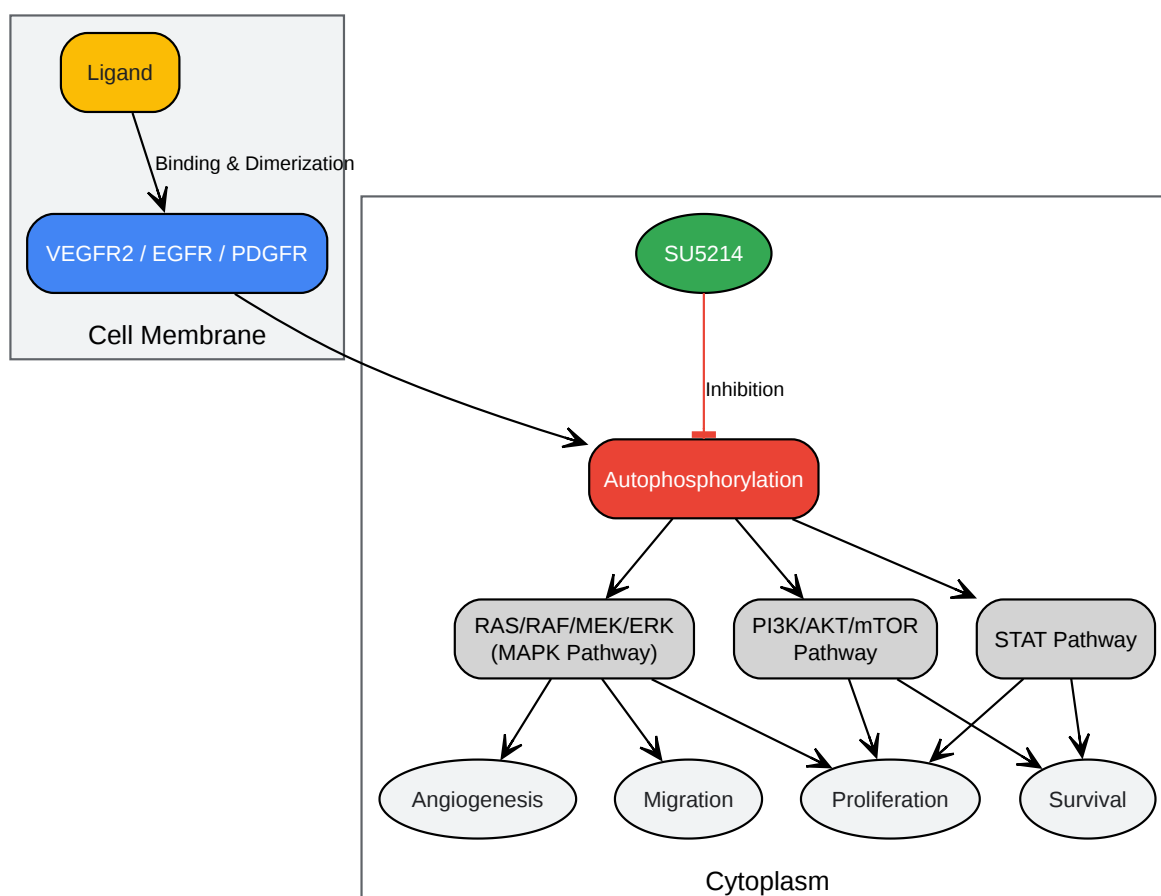 Ligand
Binding & Dimerization
VEGFR2 / EGFR / PDGFR
Cell Membrane
SU5214
Inhibition
Autophosphorylation
RAS/RAF/MEK/ERK
(MAPK Pathway)
PI3K/AKT/mTOR
Pathway
STAT Pathway
Angiogenesis
Migration
Proliferation
Survival
Cytoplasm